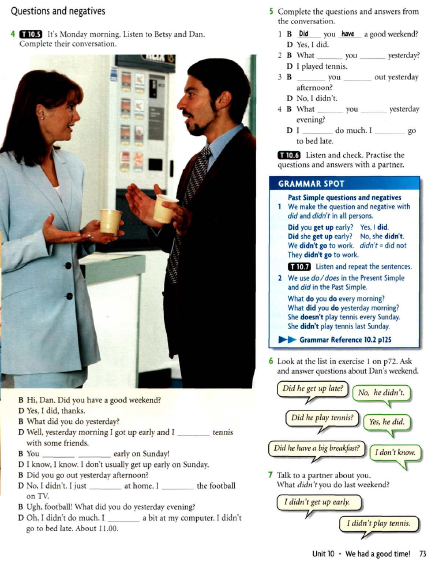 Questions and negatives
4 T 10.5 It's Monday morning. Listen to Betsy and Dan.
Complete their conversation.
B Hi, Dan. Did you have a good weekend?
D Yes, I did, thanks.
B What did you do yesterday?
D Well, yesterday morning I got up early and I ______ tennis
with some friends.
B You ______ ______ early on Sunday!
D I know, I know. I don't usually get up early on Sunday.
B Did you go out yesterday afternoon?
D No, I didn't. I just ______ at home. I ______ the football
on TV.
B Ugh, football! What did you do yesterday evening?
D Oh, I didn't do much. I ______ a bit at my computer. I didn't
go to bed late. About 11.00.
5 Complete the questions and answers from
the conversation.
1 B Did you have a good weekend?
D Yes, I did.
2 B What ______ you ______ yesterday?
D I played tennis.
3 B ______ you ______ out yesterday
afternoon?
D No, I didn't.
4 B What ______ you ______ yesterday
evening?
D I ______ do much. I ______ go
to bed late.
T 10.6 Listen and check. Practise the
questions and answers with a partner.
GRAMMAR SPOT
Past Simple questions and negatives
1 We make the question and negative with
did and didn't in all persons.
Did you get up early? Yes, I did.
Did she get up early? No, she didn't.
We didn't go to work. didn't = did not
They didn't go to work.
T 10.7 Listen and repeat the sentences.
2 We use do/does in the Present Simple
and did in the Past Simple.
What do you do every morning?
What did you do yesterday morning?
She doesn't play tennis every Sunday.
She didn't play tennis last Sunday.
Grammar Reference 10.2 p125
6 Look at the list in exercise 1 on p72. Ask
and answer questions about Dan's weekend.
Did he get up late?
No, he didn't.
Did he play tennis?
Yes, he did.
Did he have a big breakfast?
I don't know.
7 Talk to a partner about you.
What didn't you do last weekend?
I didn't get up early.
I didn't play tennis.
Unit 10 • We had a good time! 73